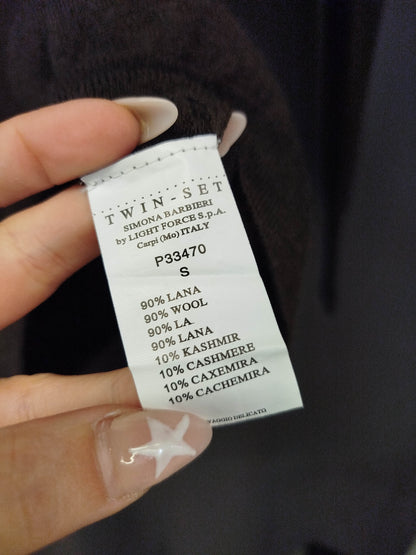 TWIN-SET
SIMONA BARBIERI
by LIGHT FORCE S.p.A.
Carpi (Mo) ITALY
P33470
S
90% LANA
90% WOOL
90% LA
90% LANA
10% KASHMIR
10% CASHMERE
10% CAXEMIRA
10% CACHEMIRA
DELICATO